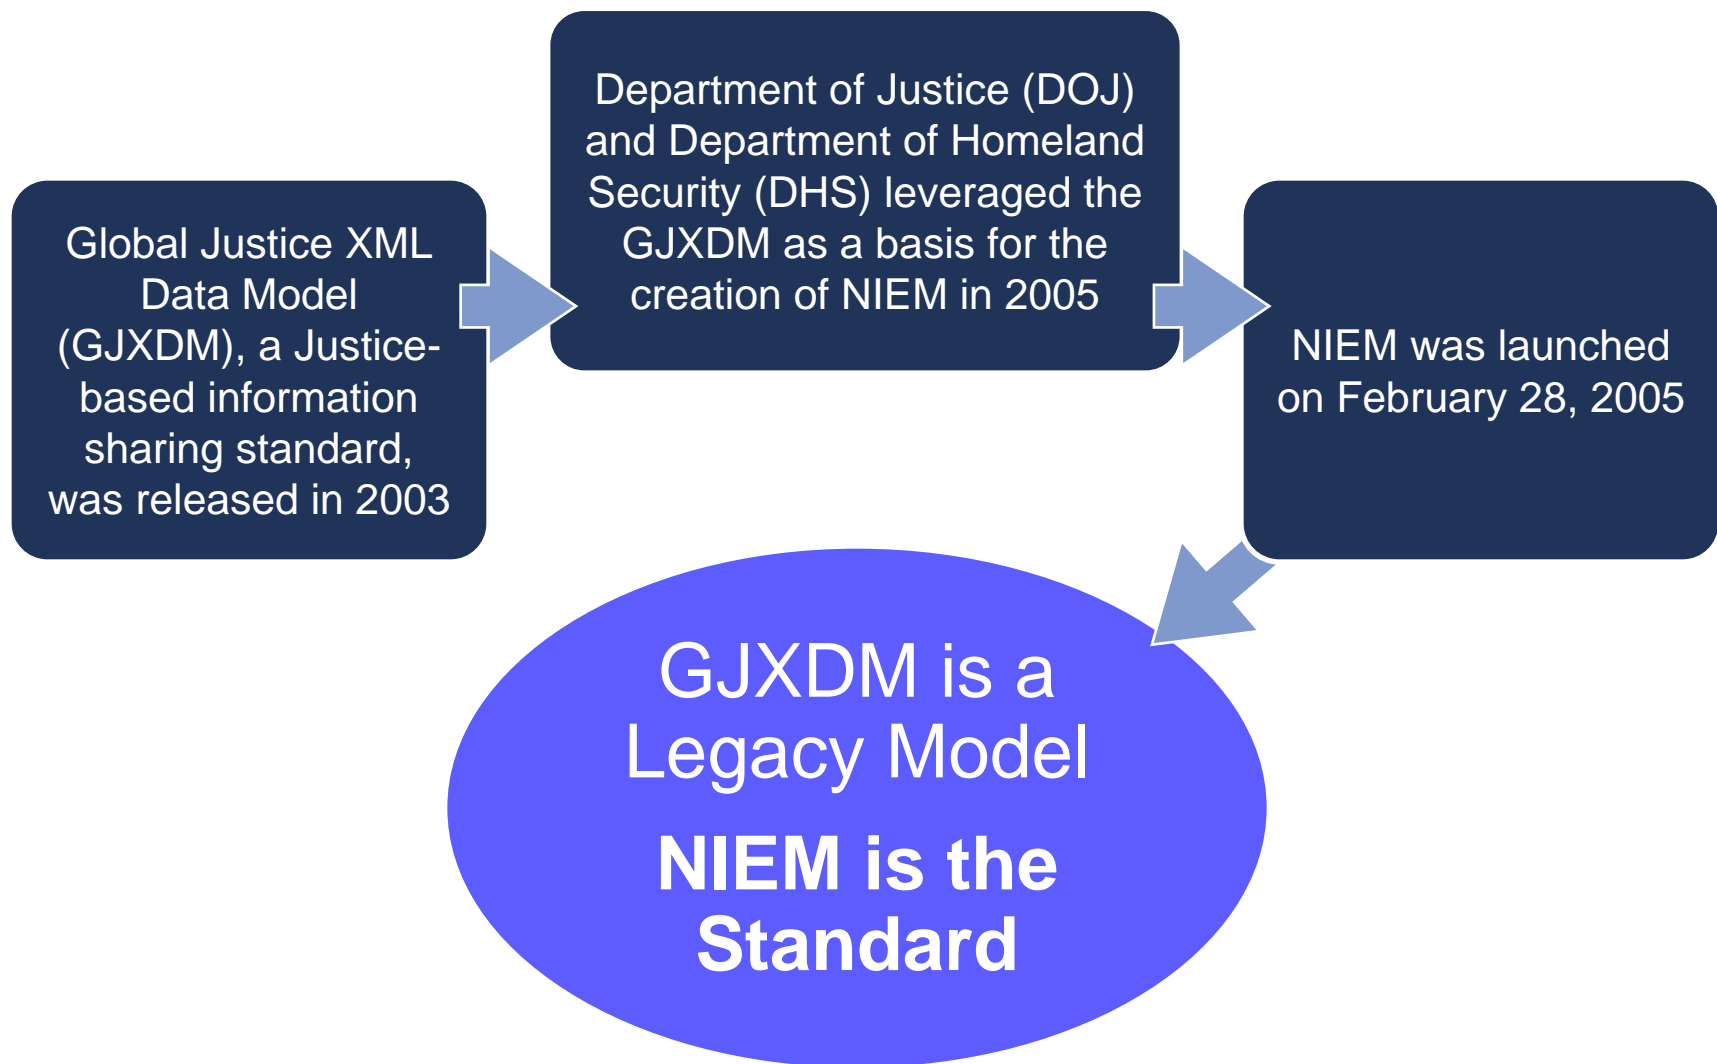 Global Justice XML
Data Model
(GJXDM), a Justice-
based information
sharing standard,
was released in 2003
Department of Justice (DOJ)
and Department of Homeland
Security (DHS) leveraged the
GJXDM as a basis for the
creation of NIEM in 2005
NIEM was launched
on February 28, 2005
GJXDM is a
Legacy Model
NIEM is the
Standard